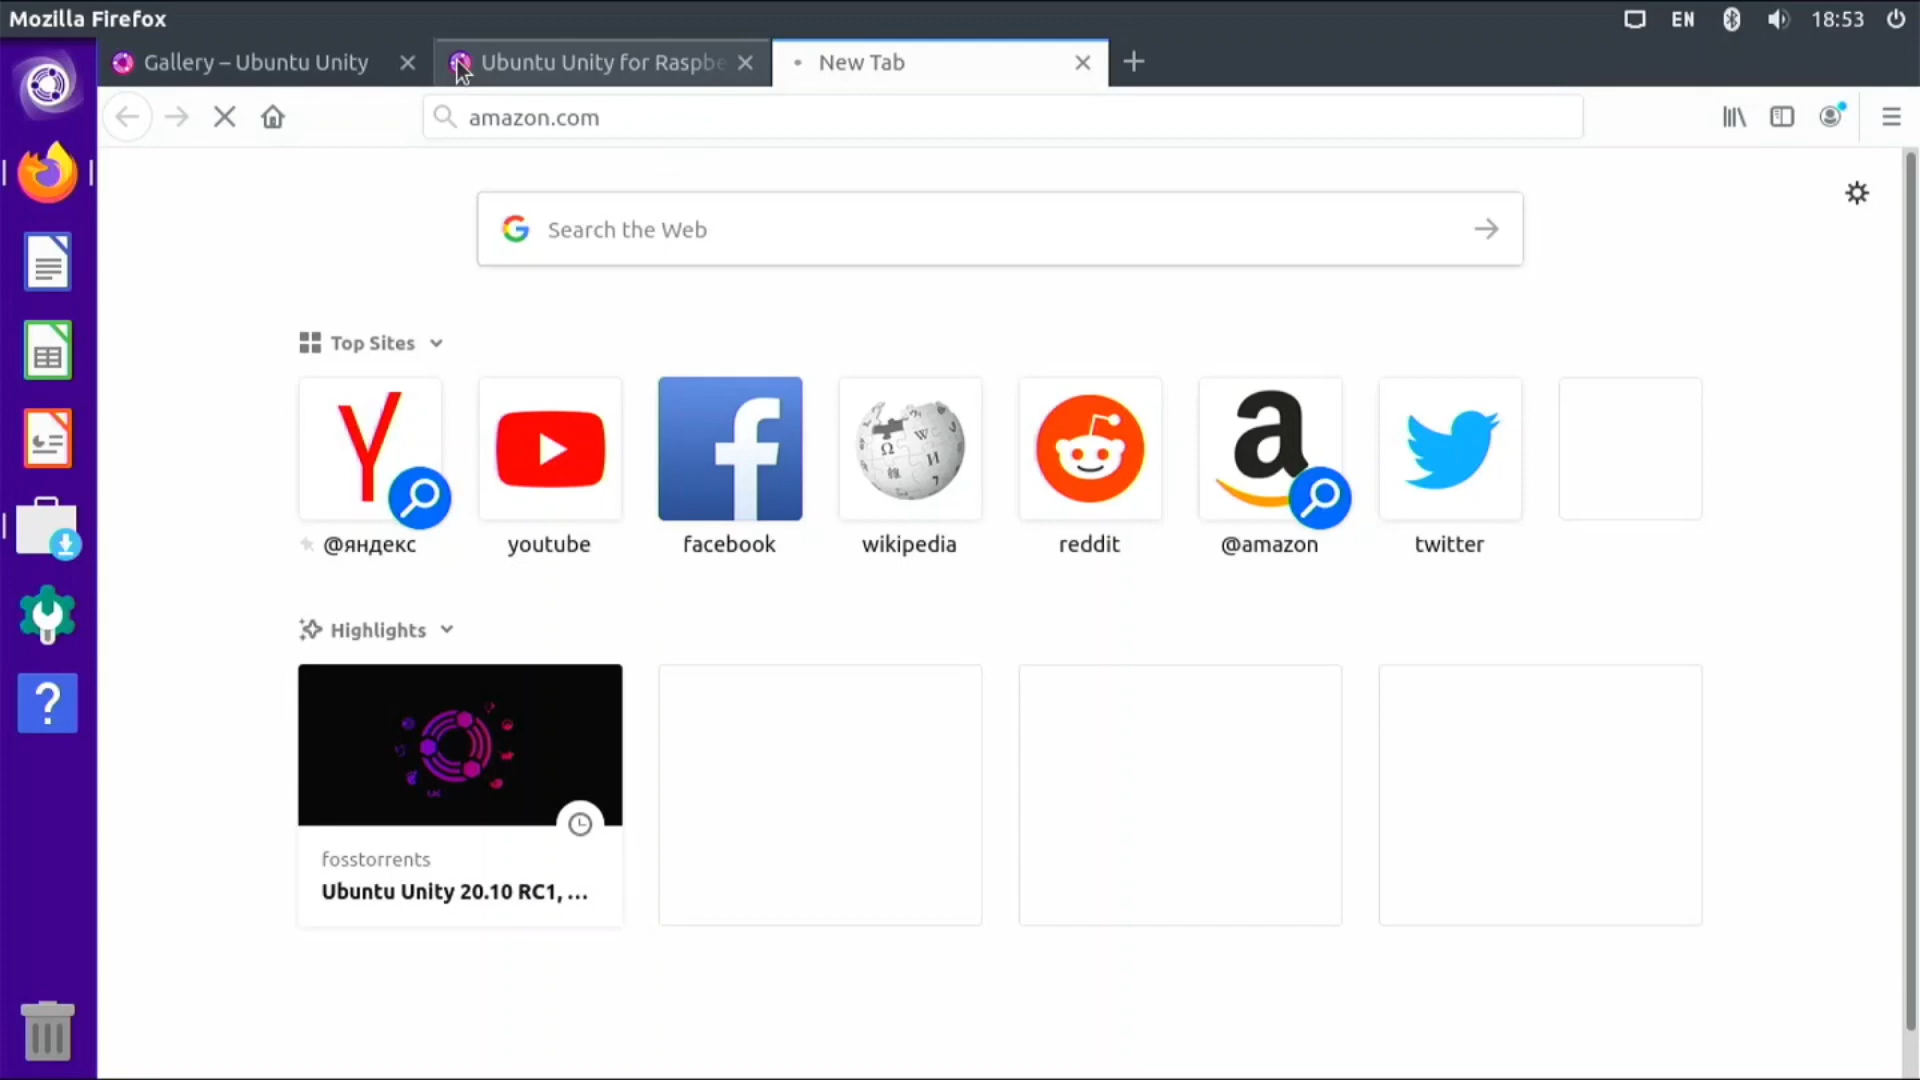 Mozilla Firefox
EN
18:53
Gallery – Ubuntu Unity
Ubuntu Unity for Raspbe
New Tab
amazon.com
Search the Web
Top Sites
@яндекс
youtube
facebook
wikipedia
reddit
@amazon
twitter
Highlights
fosstorrents
Ubuntu Unity 20.10 RC1, ...